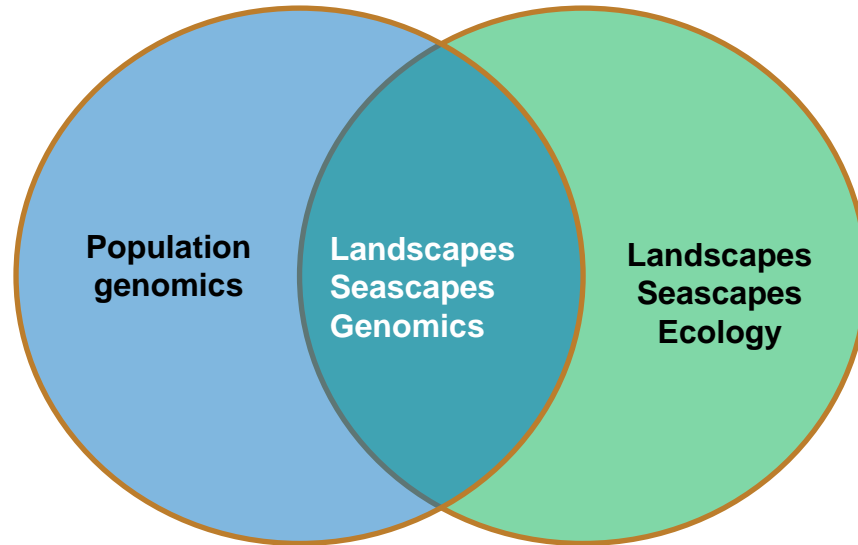 Population
genomics
Landscapes
Seascapes
Genomics
Landscapes
Seascapes
Ecology